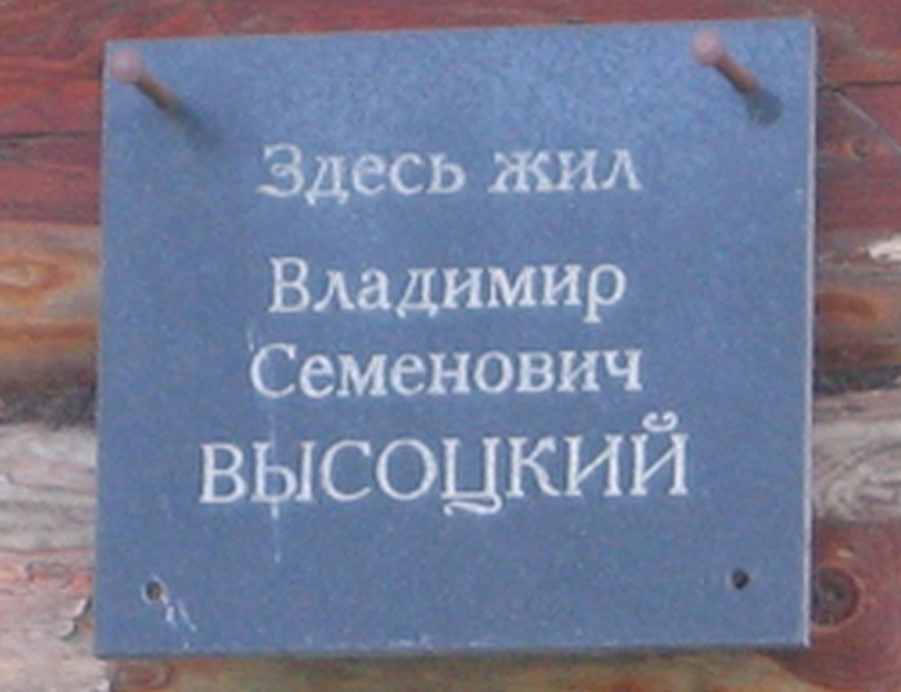 Здесь жил
Владимир
Семенович
ВЫСОЦКИЙ